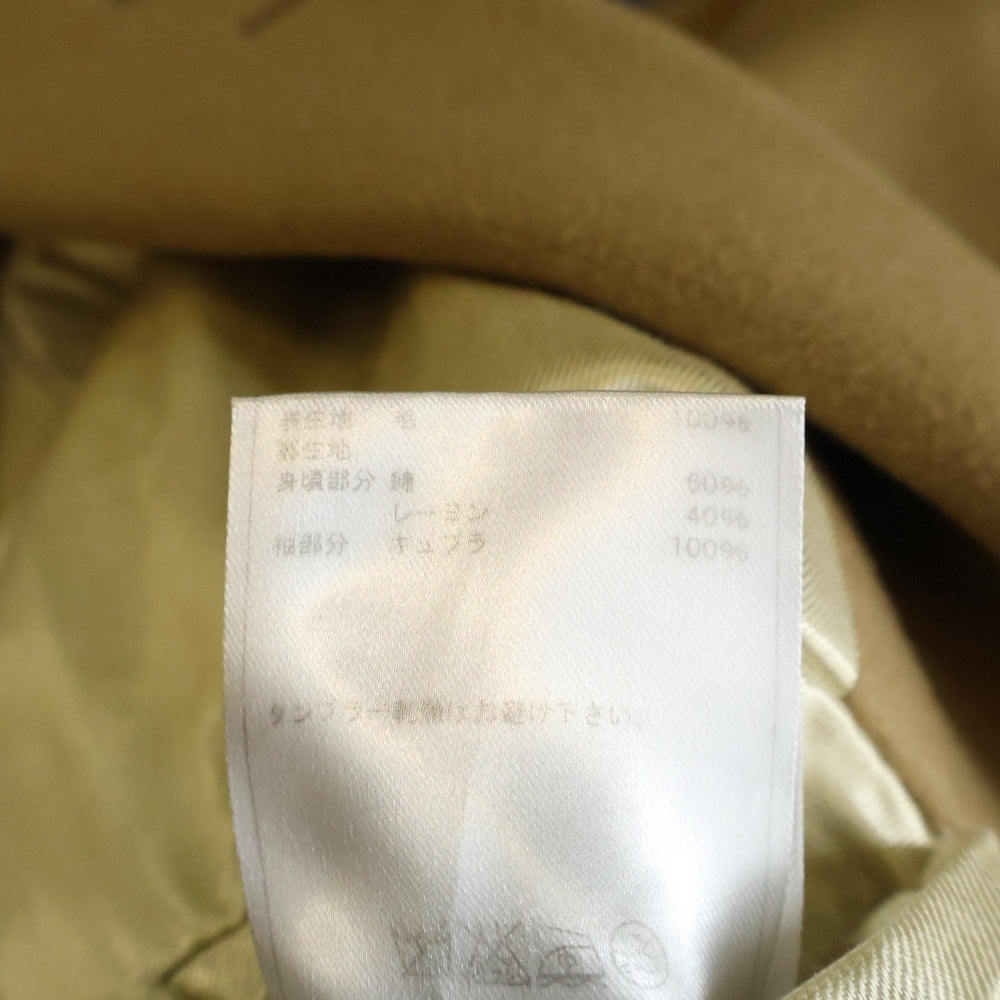 表生地 毛 100%
裏生地
身頃部分 綿 60%
レーヨン 40%
袖部分 キュプラ 100%
タンブラー乾燥はお避け下さい。